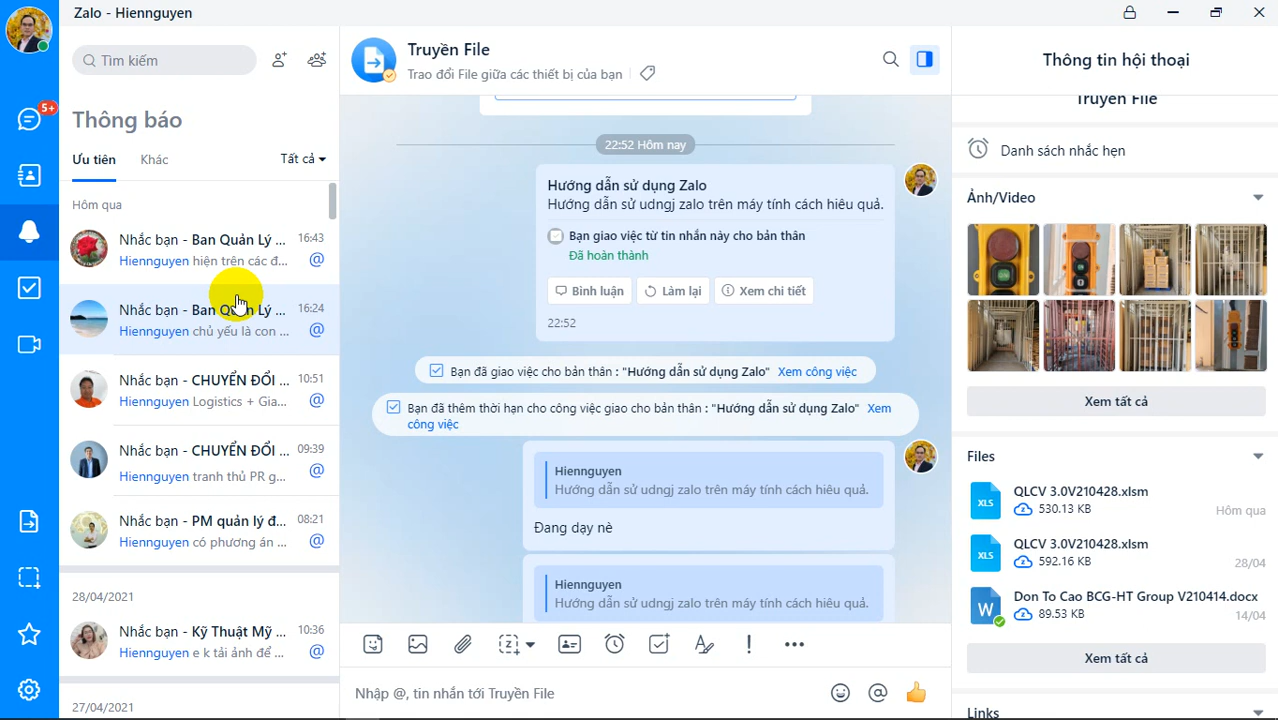 Zalo - Hiennguyen
Tìm kiếm
5+
Thông báo
Ưu tiên
Khác
Tất cả
Hôm qua
Nhắc bạn - Ban Quản Lý ...
16:43
Hiennguyen hiện trên các đ...
@
Nhắc bạn - Ban Quản Lý ...
16:24
Hiennguyen chủ yếu là con ...
@
Nhắc bạn - CHUYỂN ĐỔI ...
10:51
Hiennguyen Logistics + Gia...
@
Nhắc bạn - CHUYỂN ĐỔI ...
09:39
Hiennguyen tranh thủ PR g...
@
Nhắc bạn - PM quản lý đ...
08:21
Hiennguyen có phương án ...
@
28/04/2021
Nhắc bạn - Kỹ Thuật Mỹ ...
10:36
Hiennguyen e k tải ảnh để ...
@
27/04/2021
Truyền File
Trao đổi File giữa các thiết bị của bạn
22:52 Hôm nay
Hướng dẫn sử dụng Zalo
Hướng dẫn sử udngj zalo trên máy tính cách hiêu quả.
Bạn giao việc từ tin nhắn này cho bản thân
Đã hoàn thành
Bình luận
Làm lại
Xem chi tiết
22:52
Bạn đã giao việc cho bản thân : "Hướng dẫn sử dụng Zalo" Xem công việc
Bạn đã thêm thời hạn cho công việc giao cho bản thân : "Hướng dẫn sử dụng Zalo" Xem
công việc
Hiennguyen
Hướng dẫn sử udngj zalo trên máy tính cách hiêu quả.
Đang dạy nè
Hiennguyen
Hướng dẫn sử udngj zalo trên máy tính cách hiêu quả.
Nhập @, tin nhắn tới Truyền File
Thông tin hội thoại
Truyền File
Danh sách nhắc hẹn
Ảnh/Video
Xem tất cả
Files
XLS
QLCV 3.0V210428.xlsm
530.13 KB
Hôm qua
XLS
QLCV 3.0V210428.xlsm
592.16 KB
28/04
W
Don To Cao BCG-HT Group V210414.docx
89.53 KB
14/04
Xem tất cả
Links